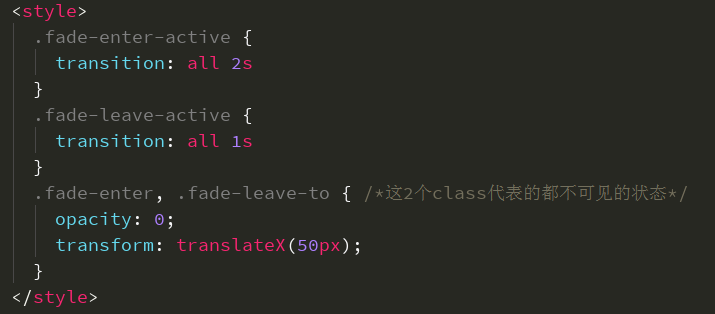 <style>
.fade-enter-active {
transition: all 2s
}
.fade-leave-active {
transition: all 1s
}
.fade-enter, .fade-leave-to { /*这2个class代表的都不可见的状态*/
opacity: 0;
transform: translateX(50px);
}
</style>